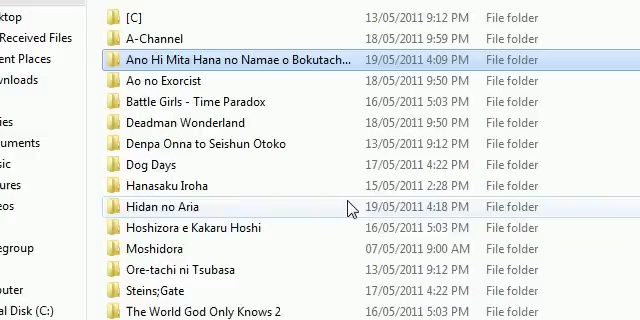 ktop
Received Files
ent Places
wnloads
ies
uments
sic
ures
eos
egroup
puter
al Disk (C:)
[C] 13/05/2011 9:12 PM File folder
A-Channel 18/05/2011 9:59 PM File folder
Ano Hi Mita Hana no Namae o Bokutach... 19/05/2011 4:09 PM File folder
Ao no Exorcist 18/05/2011 9:50 PM File folder
Battle Girls - Time Paradox 16/05/2011 5:03 PM File folder
Deadman Wonderland 18/05/2011 9:50 PM File folder
Denpa Onna to Seishun Otoko 13/05/2011 9:12 PM File folder
Dog Days 17/05/2011 4:22 PM File folder
Hanasaku Iroha 15/05/2011 2:28 PM File folder
Hidan no Aria 19/05/2011 4:18 PM File folder
Hoshizora e Kakaru Hoshi 16/05/2011 5:03 PM File folder
Moshidora 07/05/2011 9:00 AM File folder
Ore-tachi ni Tsubasa 13/05/2011 9:12 PM File folder
Steins;Gate 17/05/2011 4:22 PM File folder
The World God Only Knows 2 16/05/2011 5:03 PM File folder